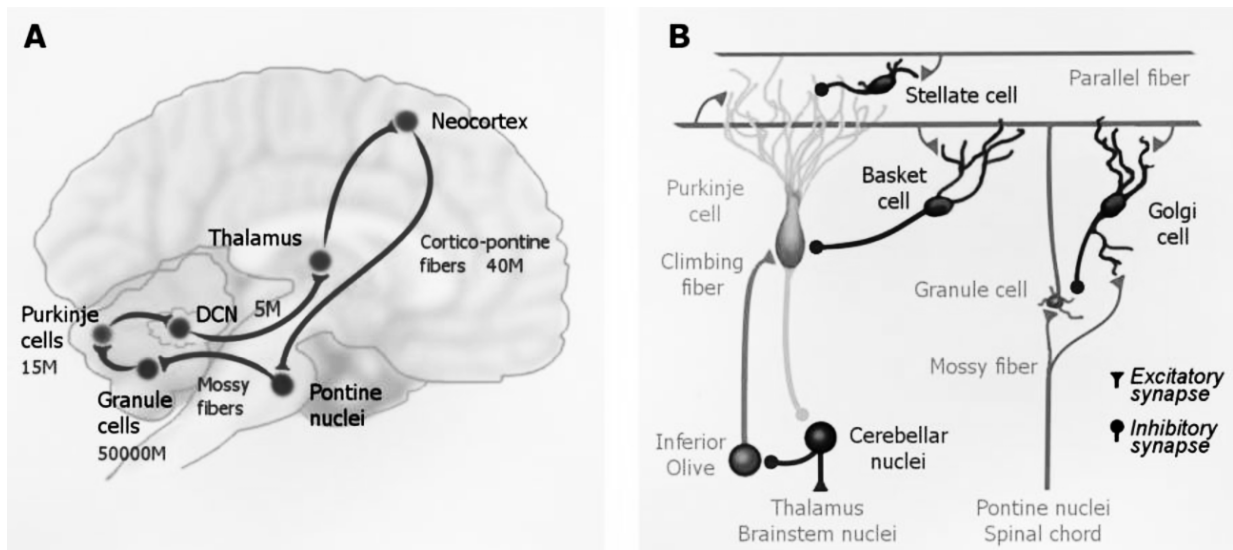 A
Neocortex
Thalamus
Cortico-pontine
fibers 40M
DCN
5M
Purkinje
cells
15M
Mossy
fibers
Pontine
nuclei
Granule
cells
50000M
B
Parallel fiber
Stellate cell
Purkinje
cell
Basket
cell
Golgi
cell
Climbing
fiber
Granule cell
Mossy fiber
Excitatory
synapse
Inhibitory
synapse
Inferior
Olive
Cerebellar
nuclei
Thalamus
Brainstem nuclei
Pontine nuclei
Spinal chord